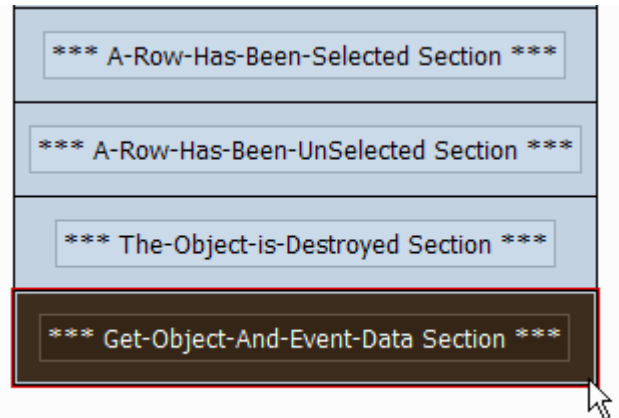 *** A-Row-Has-Been-Selected Section ***
*** A-Row-Has-Been-UnSelected Section ***
*** The-Object-is-Destroyed Section ***
*** Get-Object-And-Event-Data Section ***